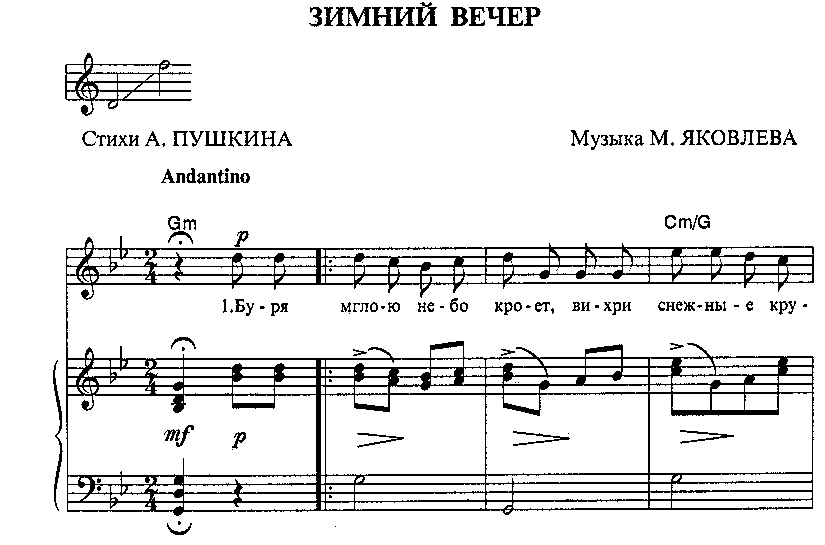 ЗИМНИЙ ВЕЧЕР
Стихи А. ПУШКИНА
Музыка М. ЯКОВЛЕВА
Andantino
Gm
Cm/G
p
1.Бу - ря мглою не - бо кро - ет, ви - хри снеж - ны - е кру -
mf p